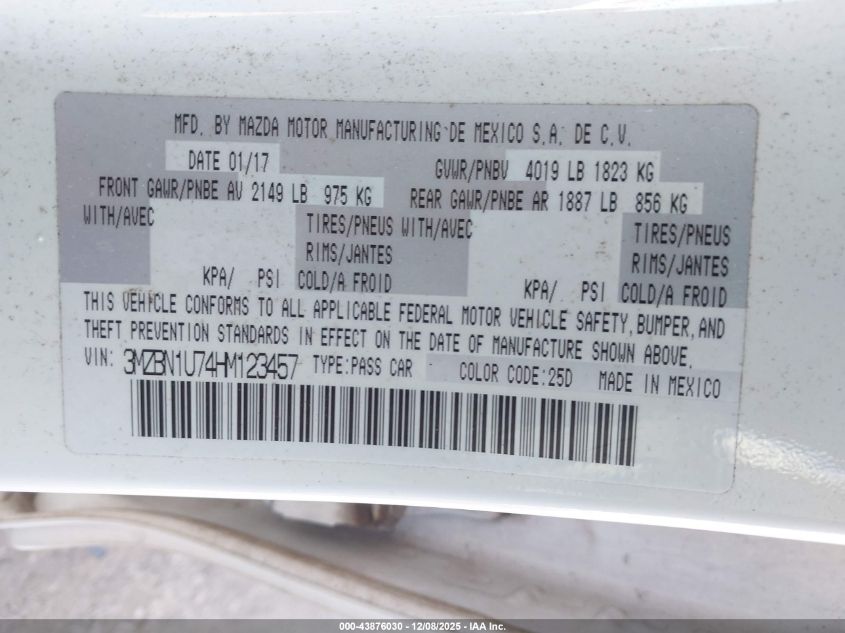 MFD. BY MAZDA MOTOR MANUFACTURING DE MEXICO S.A. DE C.V.
DATE 01/17 GVWR/PNBV 4019 LB 1823 KG
FRONT GAWR/PNBE AV 2149 LB 975 KG REAR GAWR/PNBE AR 1887 LB 856 KG
WITH/AVEC TIRES/PNEUS WITH/AVEC TIRES/PNEUS
RIMS/JANTES RIMS/JANTES
KPA/ PSI COLD/A FROID KPA/ PSI COLD/A FROID
THIS VEHICLE CONFORMS TO ALL APPLICABLE FEDERAL MOTOR VEHICLE SAFETY, BUMPER, AND
THEFT PREVENTION STANDARDS IN EFFECT ON THE DATE OF MANUFACTURE SHOWN ABOVE.
VIN: 3MZBN1U74HM123457 TYPE:PASS CAR COLOR CODE:25D MADE IN MEXICO
000-43876030 - 12/08/2025 - IAAI.COM